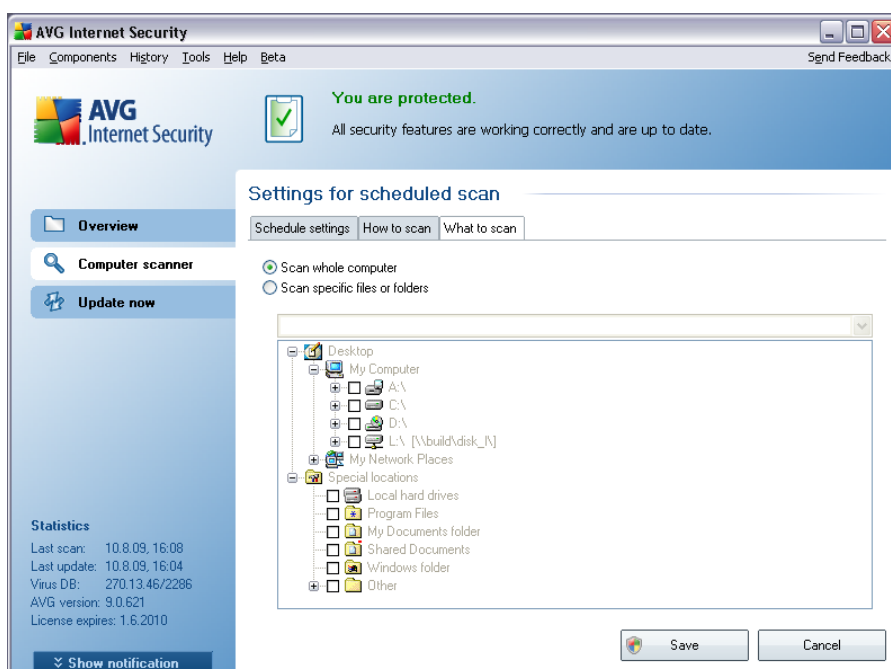 AVG Internet Security
File Components History Tools Help Beta Send Feedback
AVG
Internet Security
You are protected.
All security features are working correctly and are up to date.
Settings for scheduled scan
Overview
Computer scanner
Update now
Schedule settings How to scan What to scan
Scan whole computer
Scan specific files or folders
Desktop
My Computer
A:\
C:\
D:\
L:\ [\\build\disk_l\]
My Network Places
Special locations
Local hard drives
Program Files
My Documents folder
Shared Documents
Windows folder
Other
Statistics
Last scan: 10.8.09, 16:08
Last update: 10.8.09, 16:04
Virus DB: 270.13.46/2286
AVG version: 9.0.621
License expires: 1.6.2010
Show notification
Save Cancel